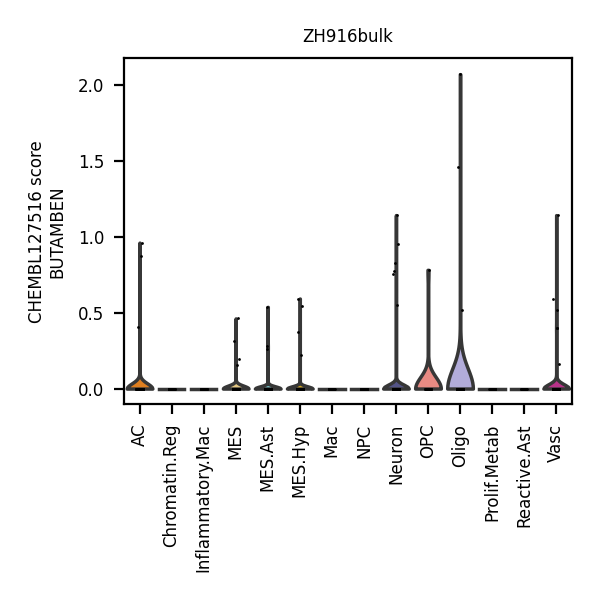 ZH916bulk
CHEMBL127516 score
BUTAMBEN
2.0
1.5
1.0
0.5
0.0
AC
Chromatin.Reg
Inflammatory.Mac
MES
MES.Ast
MES.Hyp
Mac
NPC
Neuron
OPC
Oligo
Prolif.Metab
Reactive.Ast
Vasc